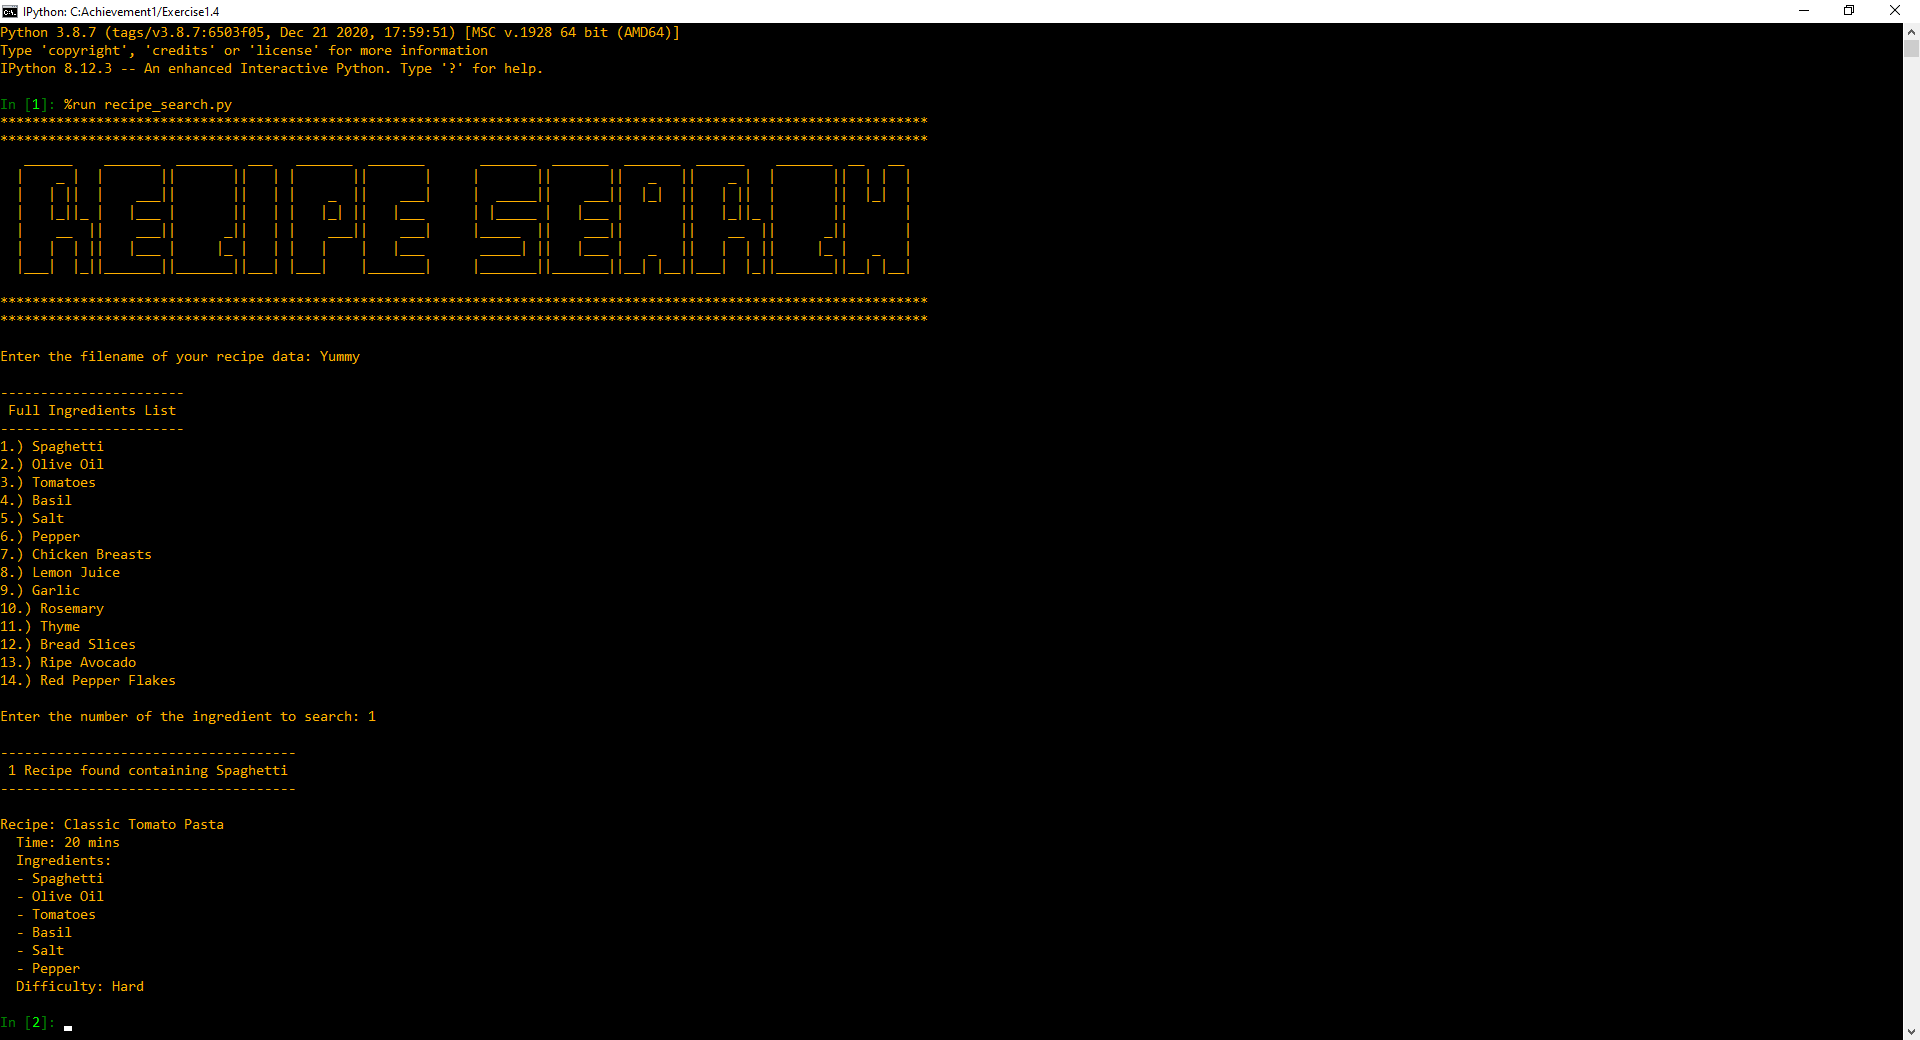 IPython: C:Achievement1/Exercise1.4
Python 3.8.7 (tags/v3.8.7:6503f05, Dec 21 2020, 17:59:51) [MSC v.1928 64 bit (AMD64)]
Type 'copyright', 'credits' or 'license' for more information
IPython 8.12.3 -- An enhanced Interactive Python. Type '?' for help.
In [1]: %run recipe_search.py
********************************************************************************************************************
********************************************************************************************************************
RECIPE SEARCH
********************************************************************************************************************
********************************************************************************************************************
Enter the filename of your recipe data: Yummy
-----------------------
Full Ingredients List
-----------------------
1.) Spaghetti
2.) Olive Oil
3.) Tomatoes
4.) Basil
5.) Salt
6.) Pepper
7.) Chicken Breasts
8.) Lemon Juice
9.) Garlic
10.) Rosemary
11.) Thyme
12.) Bread Slices
13.) Ripe Avocado
14.) Red Pepper Flakes
Enter the number of the ingredient to search: 1
-------------------------------------
1 Recipe found containing Spaghetti
-------------------------------------
Recipe: Classic Tomato Pasta
Time: 20 mins
Ingredients:
- Spaghetti
- Olive Oil
- Tomatoes
- Basil
- Salt
- Pepper
Difficulty: Hard
In [2]: